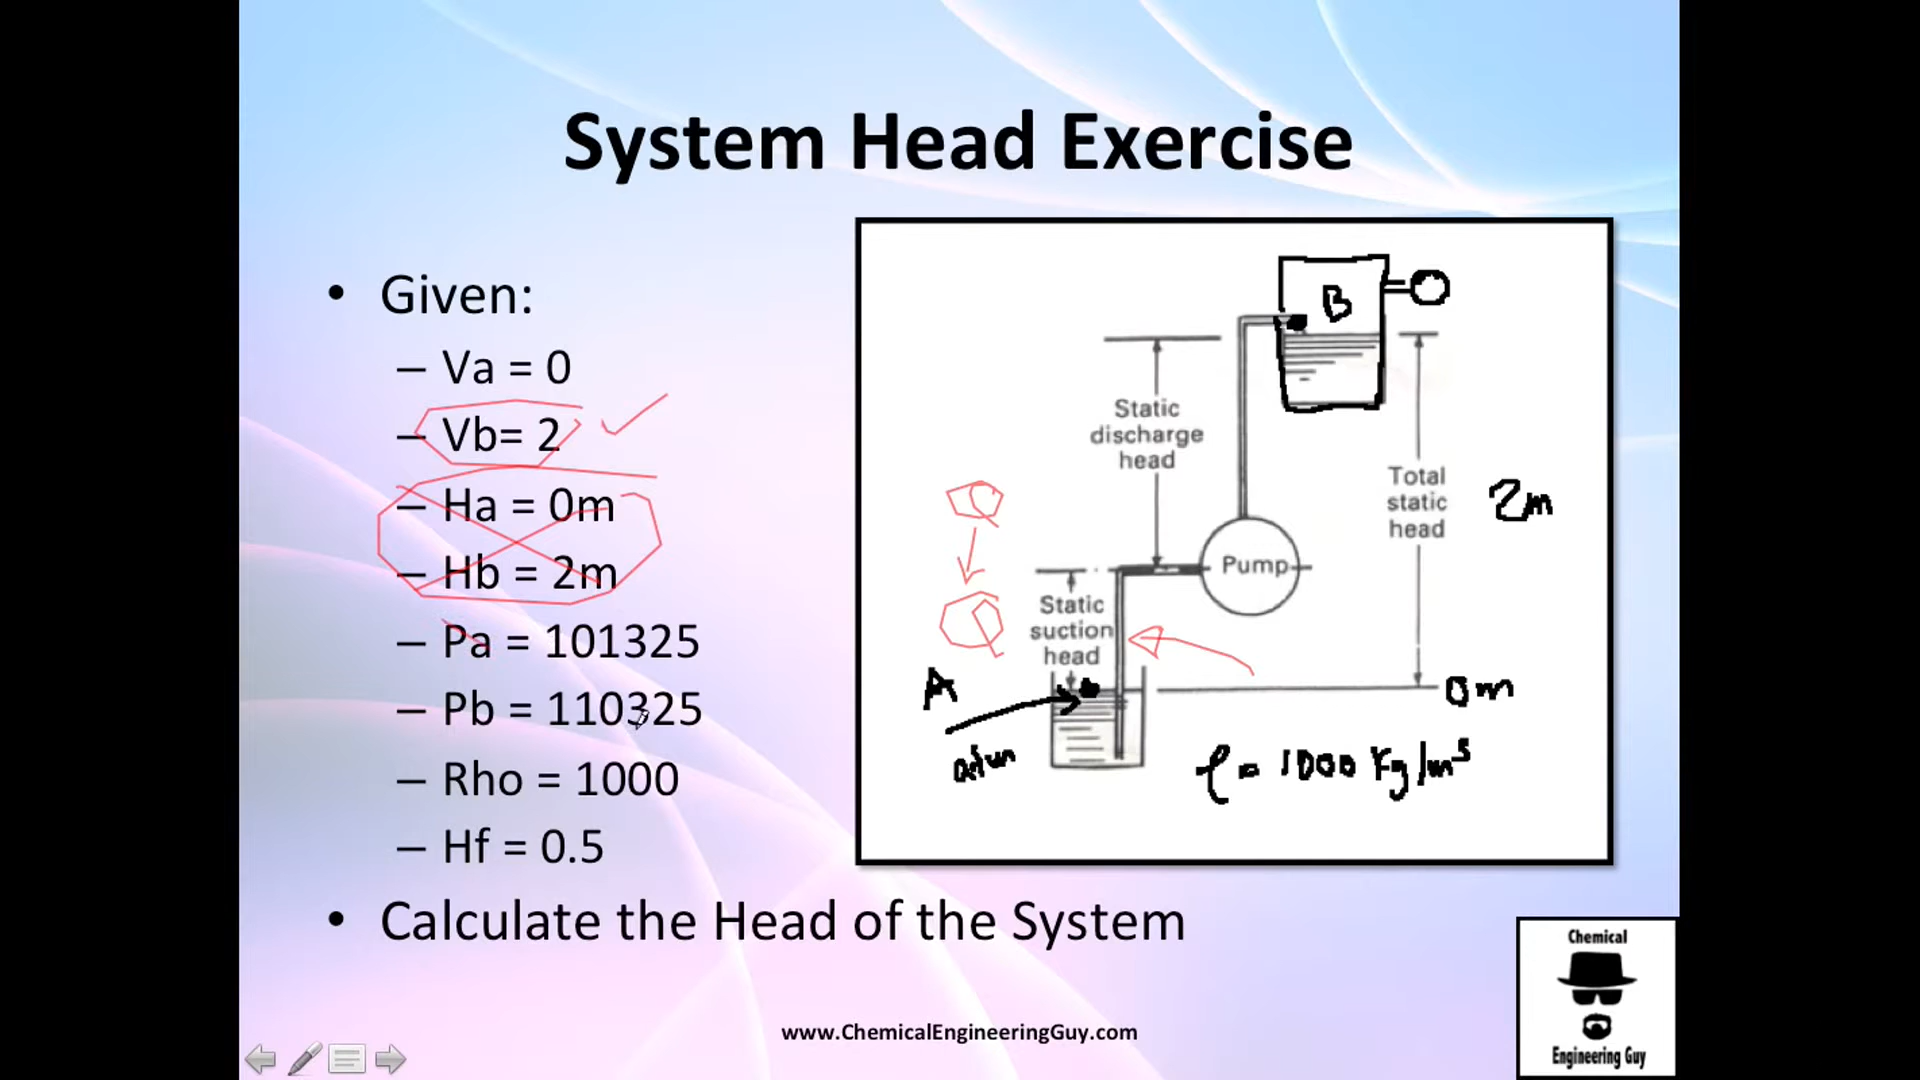 System Head Exercise
• Given:
– Va = 0
– Vb= 2
– Ha = 0m
– Hb = 2m
– Pa = 101325
– Pb = 110325
– Rho = 1000
– Hf = 0.5
• Calculate the Head of the System
B
Static
discharge
head
Total
static
head
2m
Pump
Static
suction
head
A
0m
atm
ρ = 1000 Kg/m³
www.ChemicalEngineeringGuy.com
Chemical
Engineering Guy